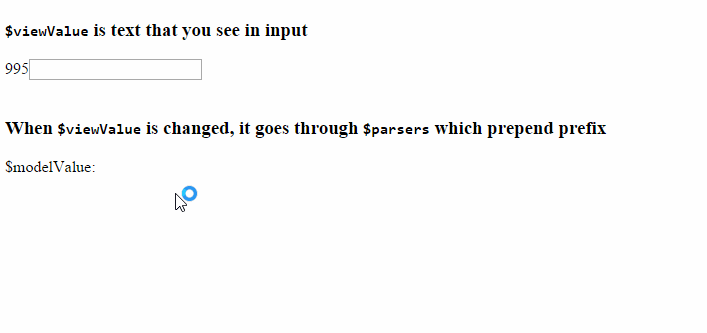 $viewValue is text that you see in input
995
When $viewValue is changed, it goes through $parsers which prepend prefix
$modelValue: